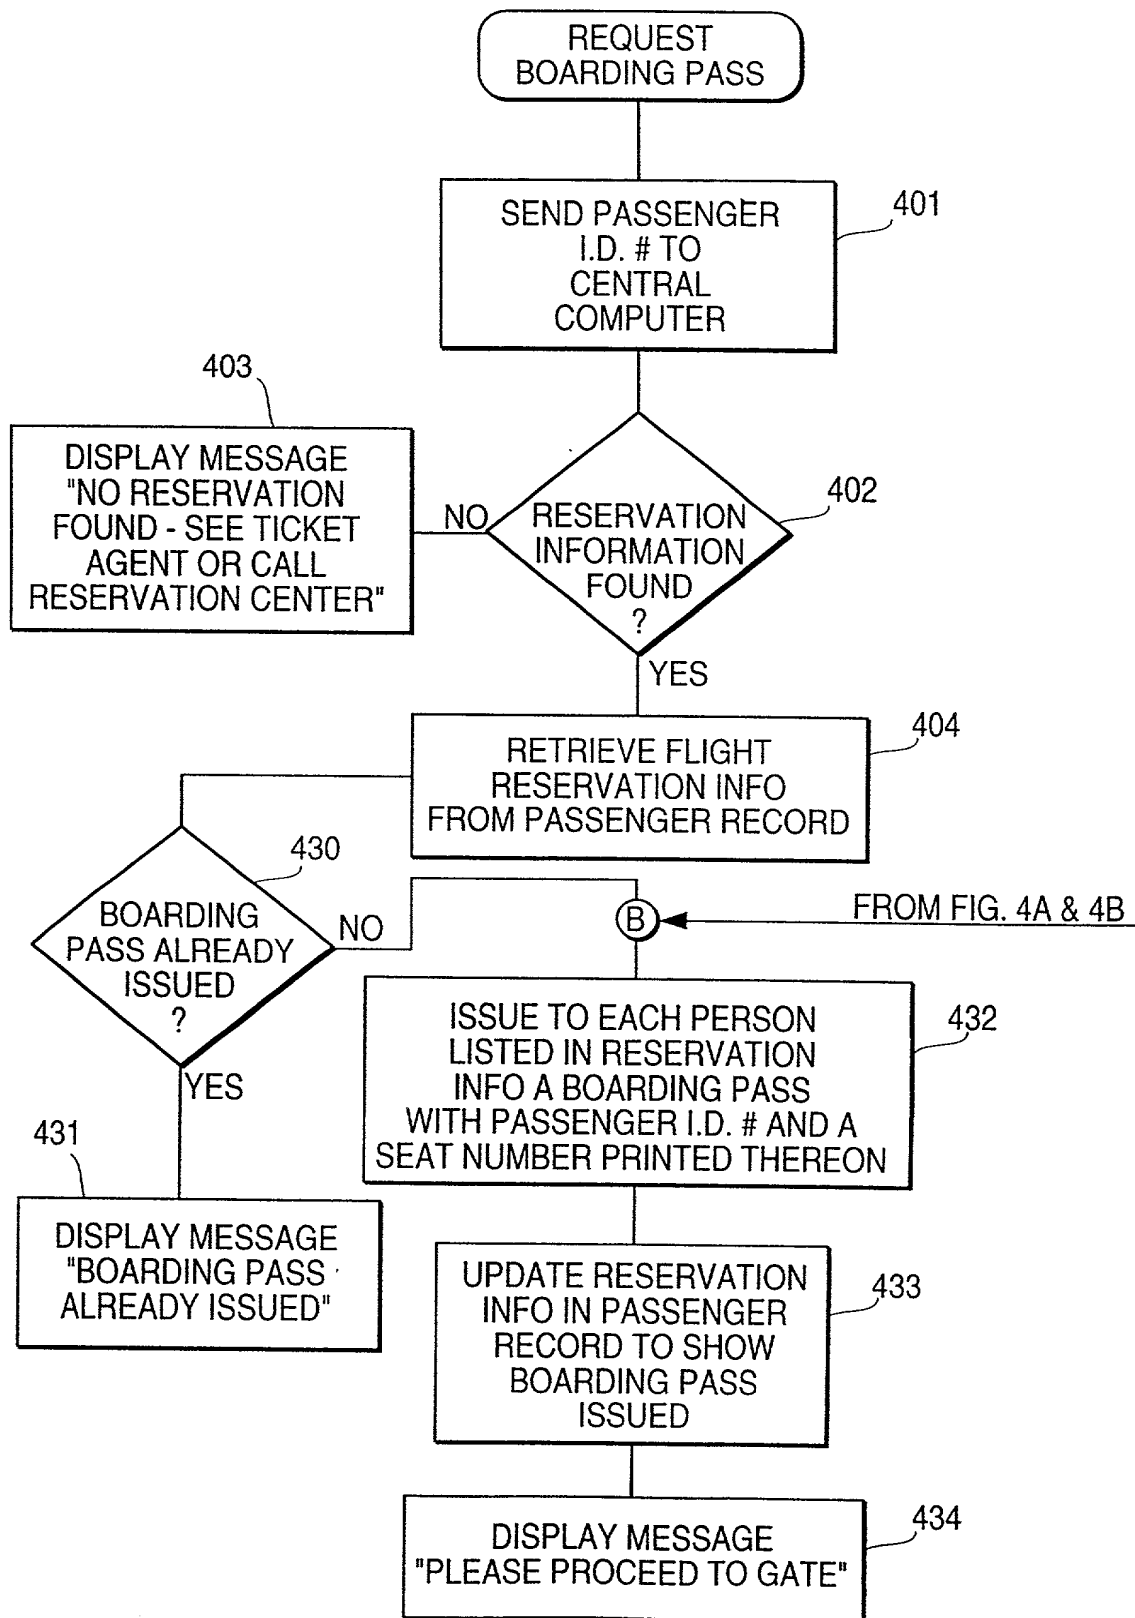 REQUEST
BOARDING PASS
SEND PASSENGER
I.D. # TO
CENTRAL
COMPUTER
401
403
DISPLAY MESSAGE
"NO RESERVATION
FOUND - SEE TICKET
AGENT OR CALL
RESERVATION CENTER"
NO
RESERVATION
INFORMATION
FOUND
?
402
YES
RETRIEVE FLIGHT
RESERVATION INFO
FROM PASSENGER RECORD
404
430
BOARDING
PASS ALREADY
ISSUED
?
NO
B
FROM FIG. 4A & 4B
YES
ISSUE TO EACH PERSON
LISTED IN RESERVATION
INFO A BOARDING PASS
WITH PASSENGER I.D. # AND A
SEAT NUMBER PRINTED THEREON
432
431
DISPLAY MESSAGE
"BOARDING PASS
ALREADY ISSUED"
UPDATE RESERVATION
INFO IN PASSENGER
RECORD TO SHOW
BOARDING PASS
ISSUED
433
DISPLAY MESSAGE
"PLEASE PROCEED TO GATE"
434